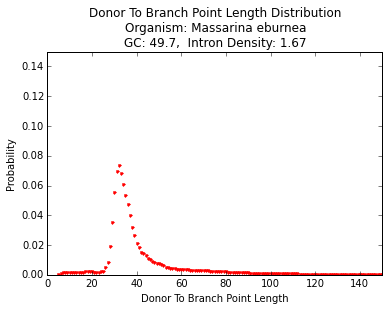 Donor To Branch Point Length Distribution
Organism: Massarina eburnea
GC: 49.7,  Intron Density: 1.67
0.14
0.12
0.10
0.08
0.06
0.04
0.02
0.00
Probability
0 20 40 60 80 100 120 140
Donor To Branch Point Length